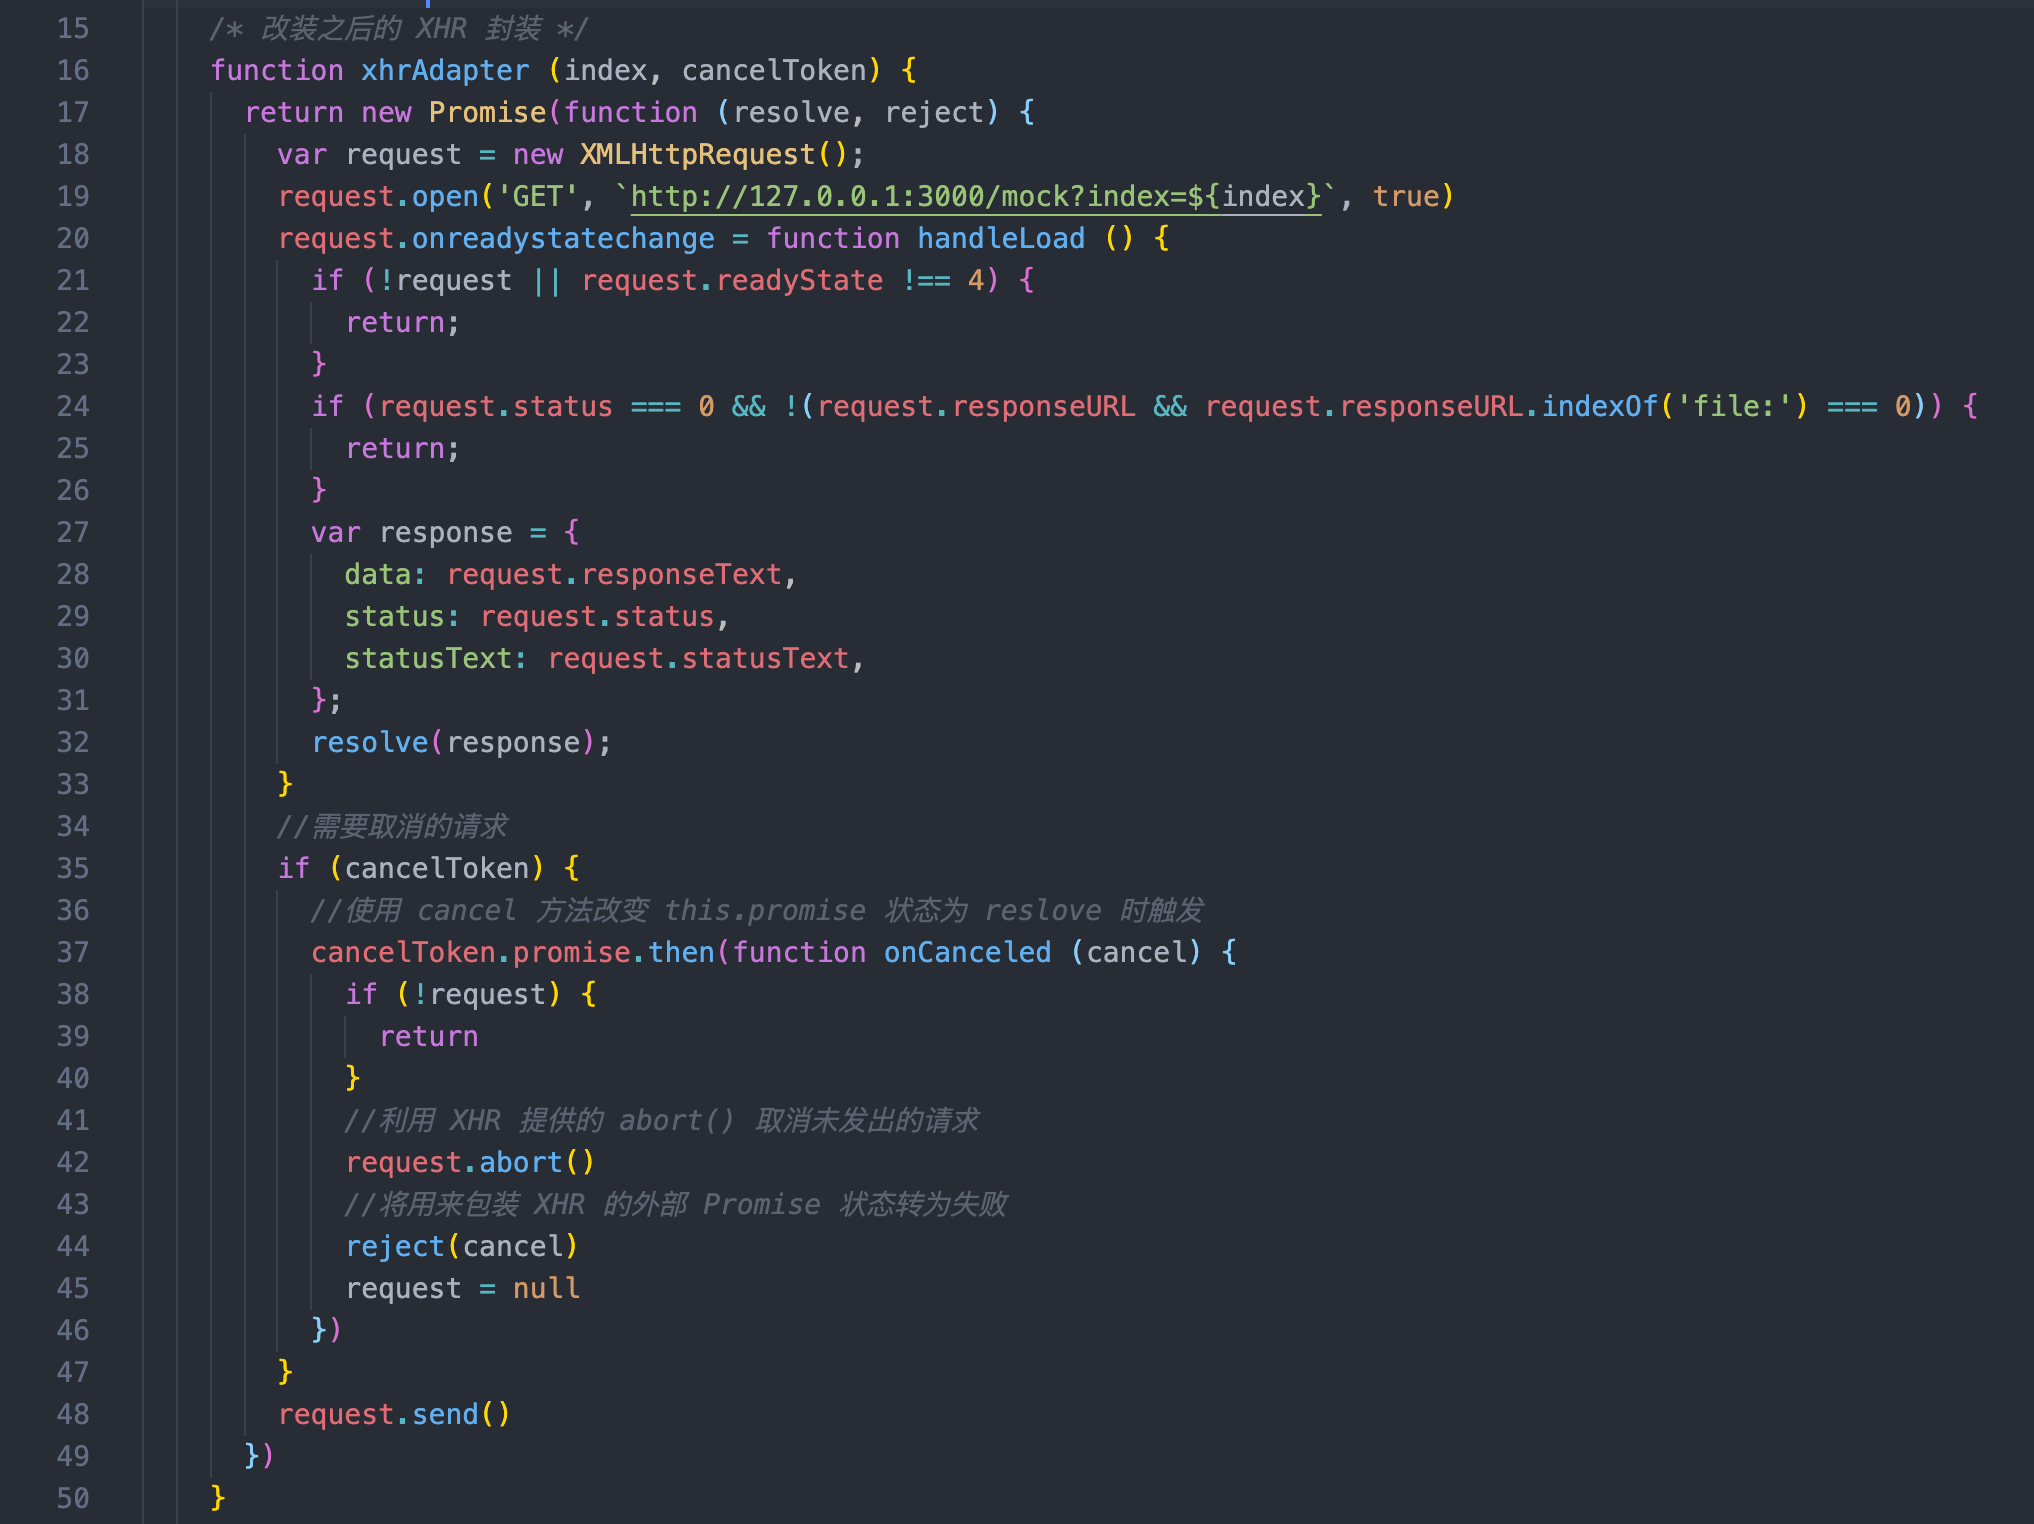 15 /* 改装之后的 XHR 封装 */
16 function xhrAdapter (index, cancelToken) {
17 return new Promise(function (resolve, reject) {
18 var request = new XMLHttpRequest();
19 request.open('GET', `http://127.0.0.1:3000/mock?index=${index}`, true)
20 request.onreadystatechange = function handleLoad () {
21 if (!request || request.readyState !== 4) {
22 return;
23 }
24 if (request.status === 0 && !(request.responseURL && request.responseURL.indexOf('file:') === 0)) {
25 return;
26 }
27 var response = {
28 data: request.responseText,
29 status: request.status,
30 statusText: request.statusText,
31 };
32 resolve(response);
33 }
34 //需要取消的请求
35 if (cancelToken) {
36 //使用 cancel 方法改变 this.promise 状态为 reslove 时触发
37 cancelToken.promise.then(function onCanceled (cancel) {
38 if (!request) {
39 return
40 }
41 //利用 XHR 提供的 abort() 取消未发出的请求
42 request.abort()
43 //将用来包装 XHR 的外部 Promise 状态转为失败
44 reject(cancel)
45 request = null
46 })
47 }
48 request.send()
49 })
50 }